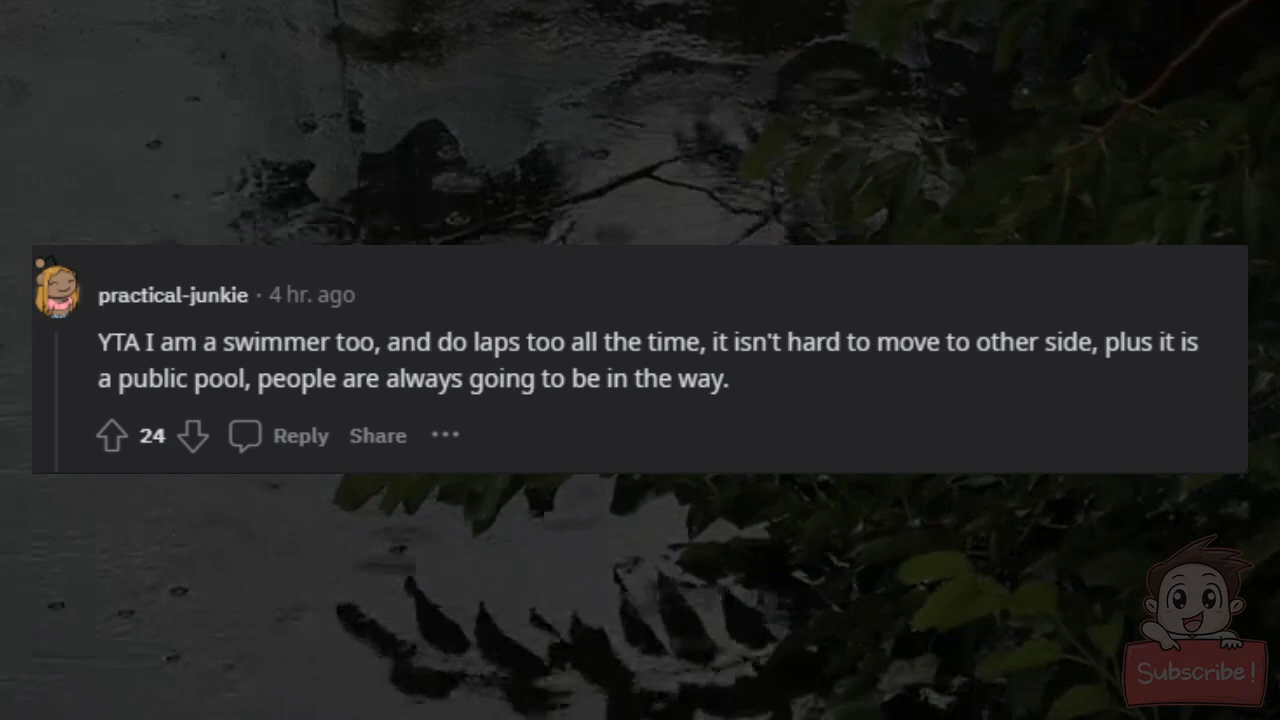 practical-junkie · 4 hr. ago
YTA I am a swimmer too, and do laps too all the time, it isn't hard to move to other side, plus it is
a public pool, people are always going to be in the way.
24 Reply Share ···
Subscribe !